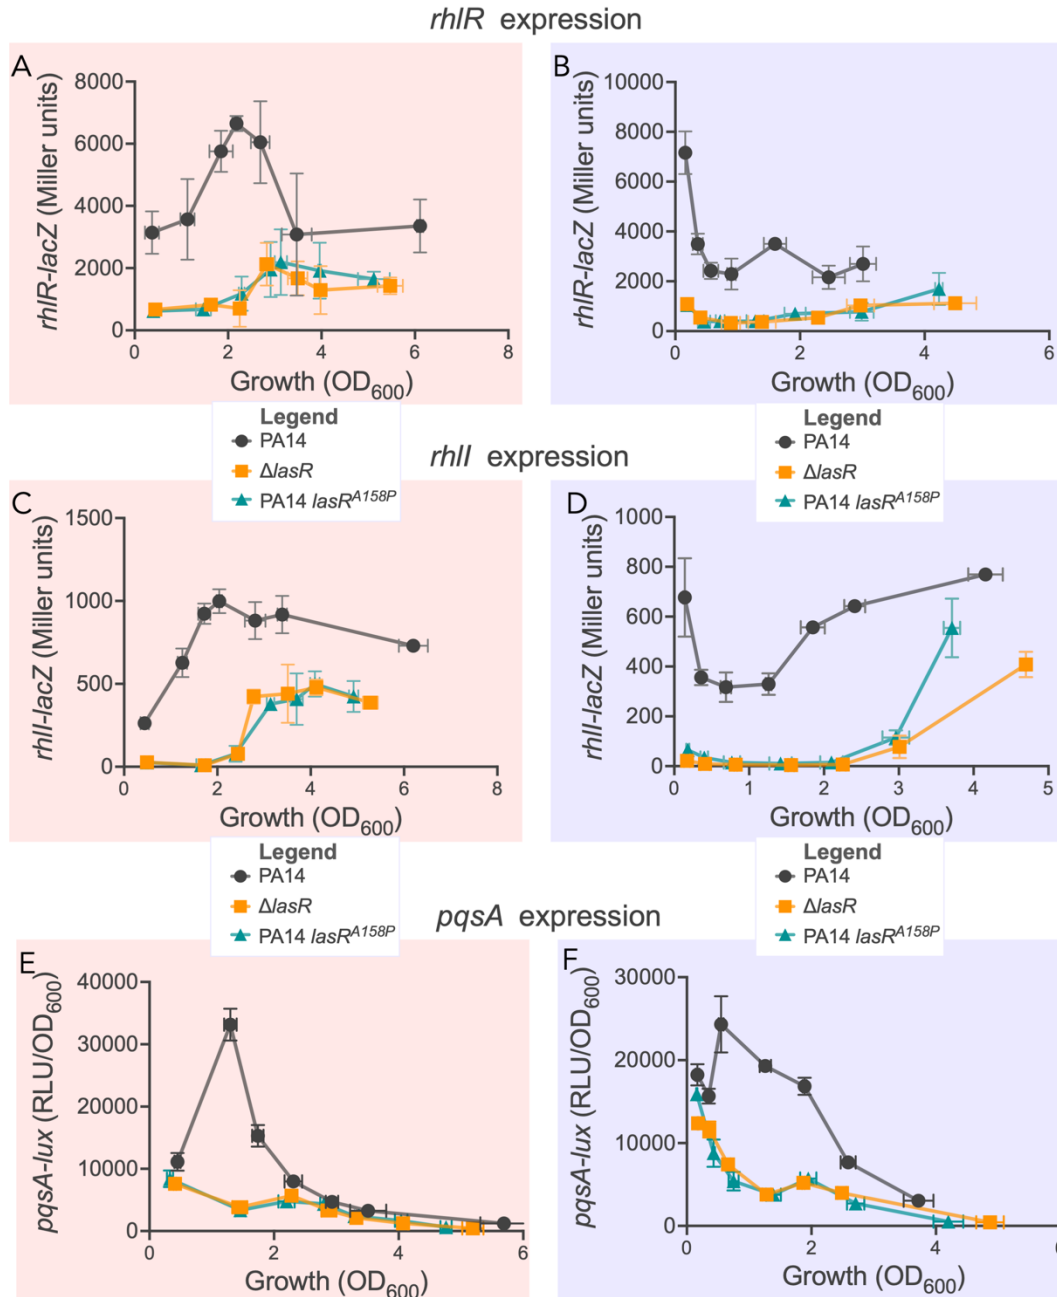 rhlR expression
A
B
rhlR-lacZ (Miller units)
8000
6000
4000
2000
0
0 2 4 6 8
Growth (OD600)
rhlR-lacZ (Miller units)
10000
8000
6000
4000
2000
0
0 2 4 6
Growth (OD600)
Legend
PA14
ΔlasR
PA14 lasRA158P
Legend
PA14
ΔlasR
PA14 lasRA158P
rhlI expression
C
D
rhlI-lacZ (Miller units)
1500
1000
500
0
0 2 4 6 8
Growth (OD600)
rhlI-lacZ (Miller units)
1000
800
600
400
200
0
0 1 2 3 4 5
Growth (OD600)
Legend
PA14
ΔlasR
PA14 lasRA158P
Legend
PA14
ΔlasR
PA14 lasRA158P
pqsA expression
E
F
pqsA-lux (RLU/OD600)
40000
30000
20000
10000
0
0 2 4 6
Growth (OD600)
pqsA-lux (RLU/OD600)
30000
20000
10000
0
0 2 4 6
Growth (OD600)